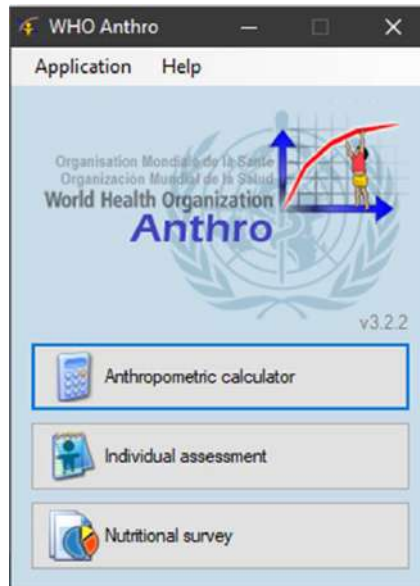 WHO Anthro
Application Help
Organisation Mondiale de la Santé
Organización Mundial de la Salud
World Health Organization
Anthro
v3.2.2
Anthropometric calculator
Individual assessment
Nutritional survey